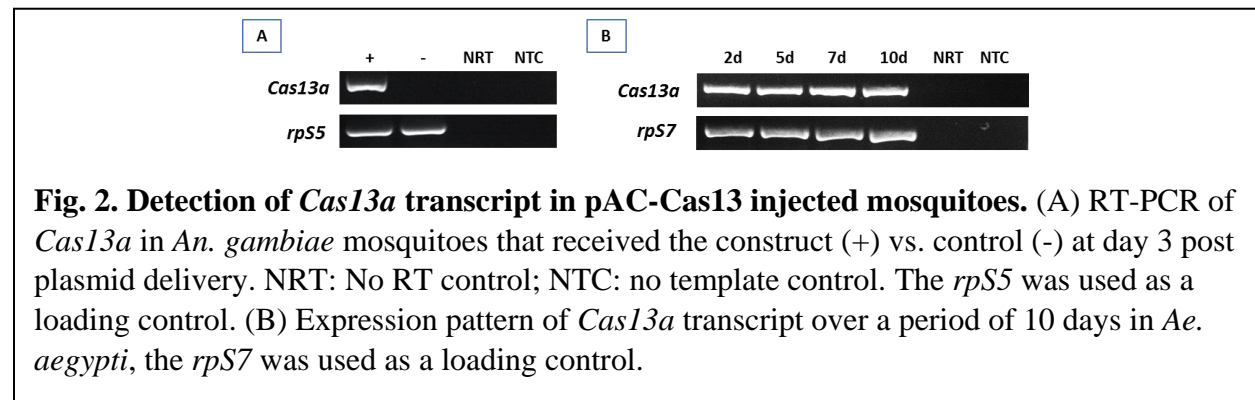 A
+ - NRT NTC
Cas13a
rpS5
B
2d 5d 7d 10d NRT NTC
Cas13a
rpS7
Fig. 2. Detection of Cas13a transcript in pAC-Cas13 injected mosquitoes. (A) RT-PCR of
Cas13a in An. gambiae mosquitoes that received the construct (+) vs. control (-) at day 3 post
plasmid delivery. NRT: No RT control; NTC: no template control. The rpS5 was used as a
loading control. (B) Expression pattern of Cas13a transcript over a period of 10 days in Ae.
aegypti, the rpS7 was used as a loading control.